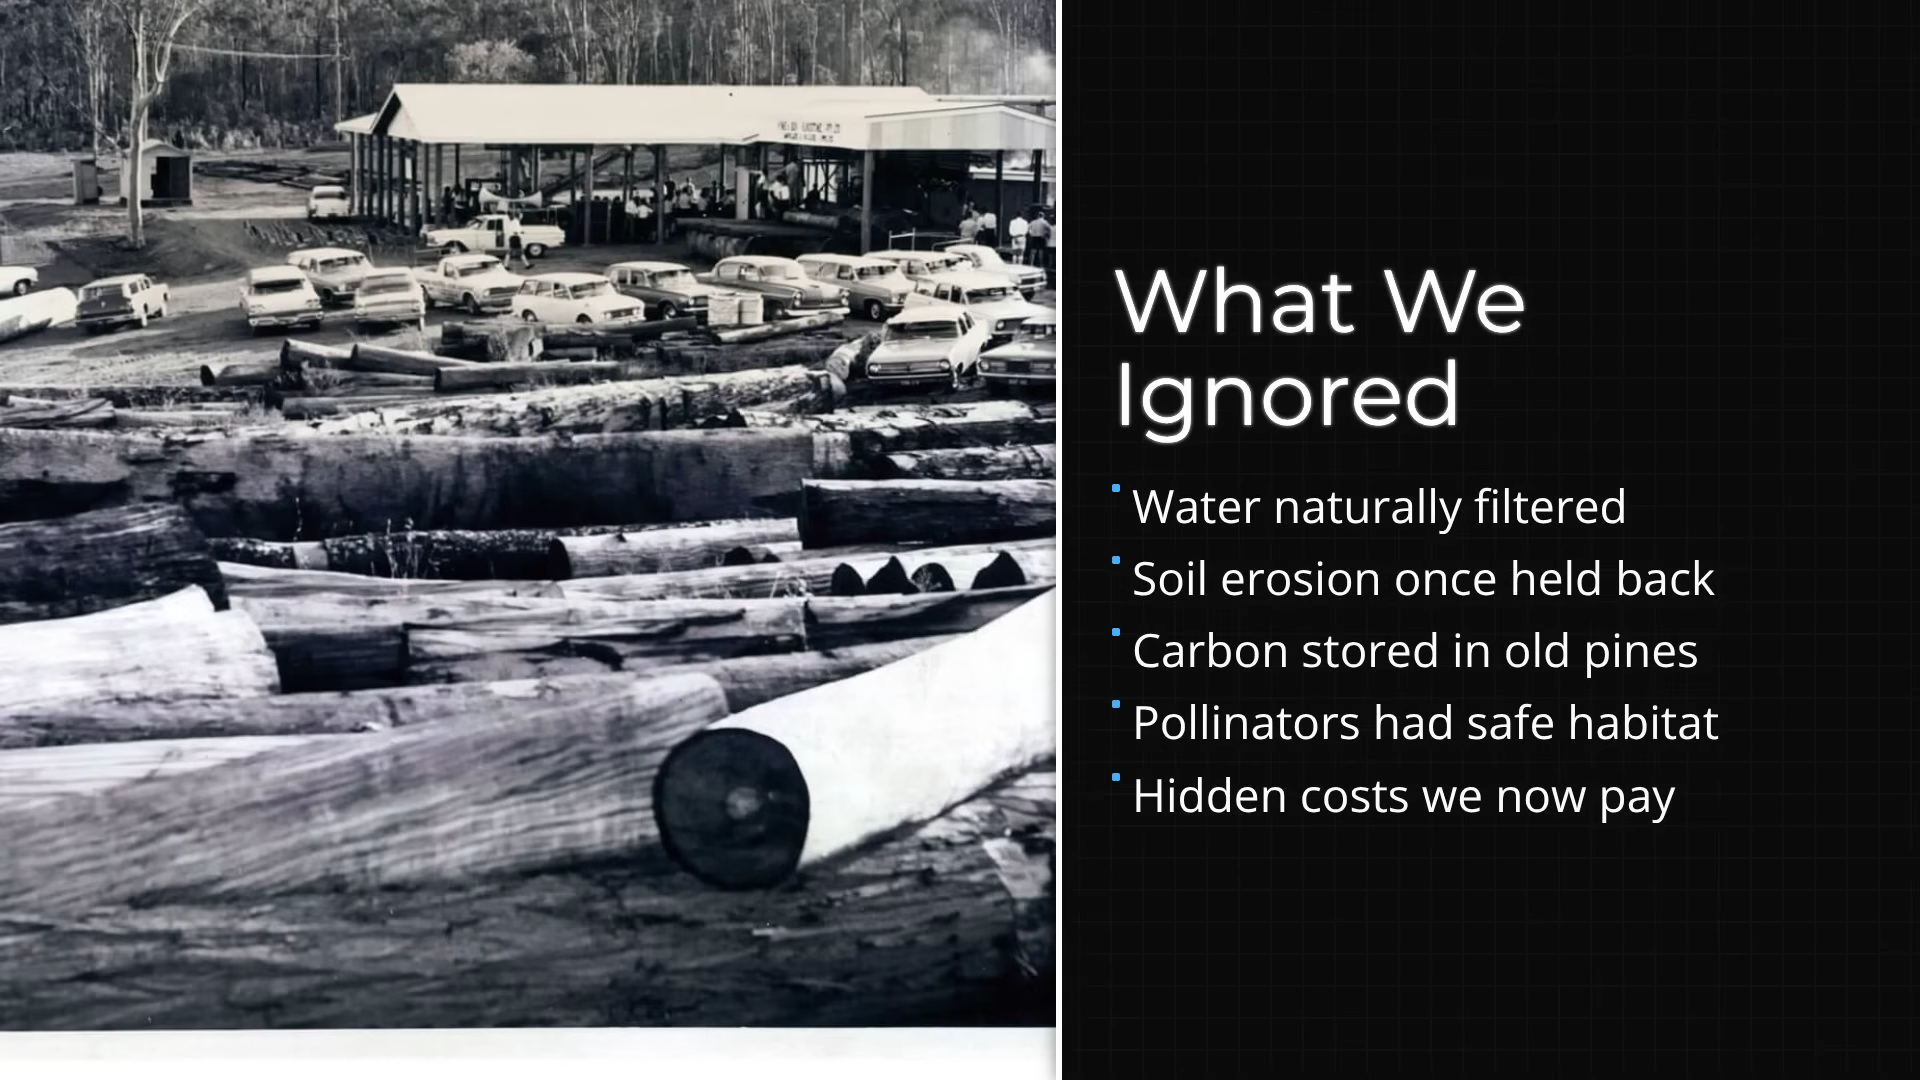 What We
Ignored
Water naturally filtered
Soil erosion once held back
Carbon stored in old pines
Pollinators had safe habitat
Hidden costs we now pay